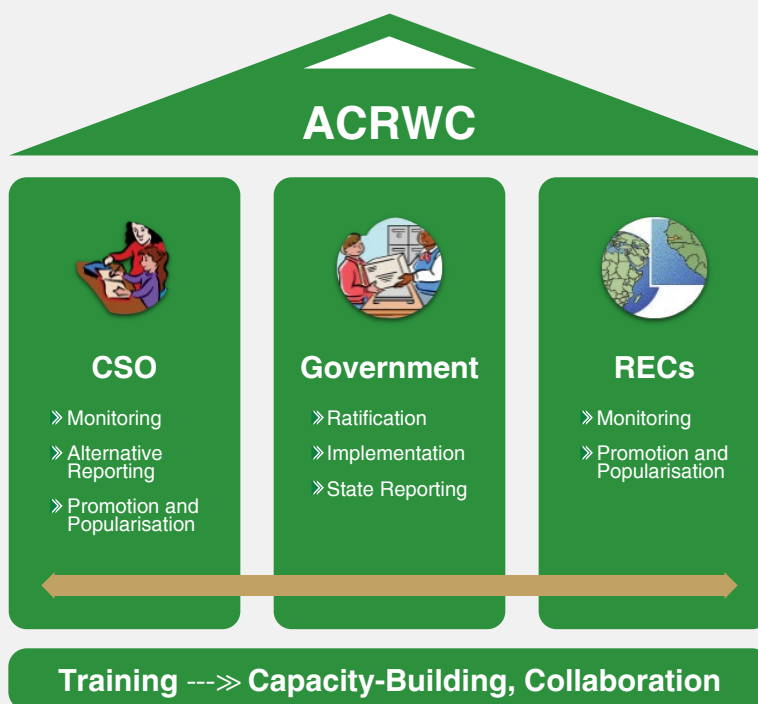 ACRWC
CSO
» Monitoring
» Alternative
Reporting
» Promotion and
Popularisation
Government
» Ratification
» Implementation
» State Reporting
RECs
» Monitoring
» Promotion and
Popularisation
Training ---≫ Capacity-Building, Collaboration